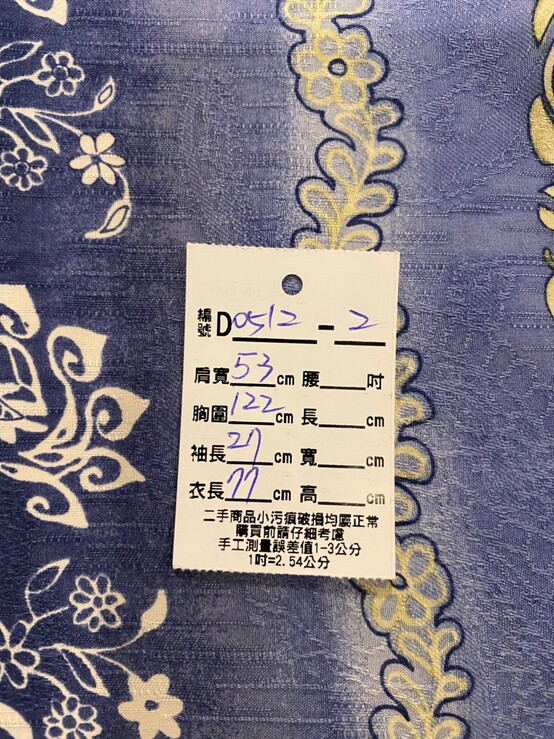 編號D0512-2
肩寬53cm 腰____吋
胸圍122cm 長____cm
袖長27cm 寬____cm
衣長77cm 高____cm
二手商品小污痕破損均屬正常
購買前請仔細考慮
手工測量誤差值1-3公分
1吋=2.54公分